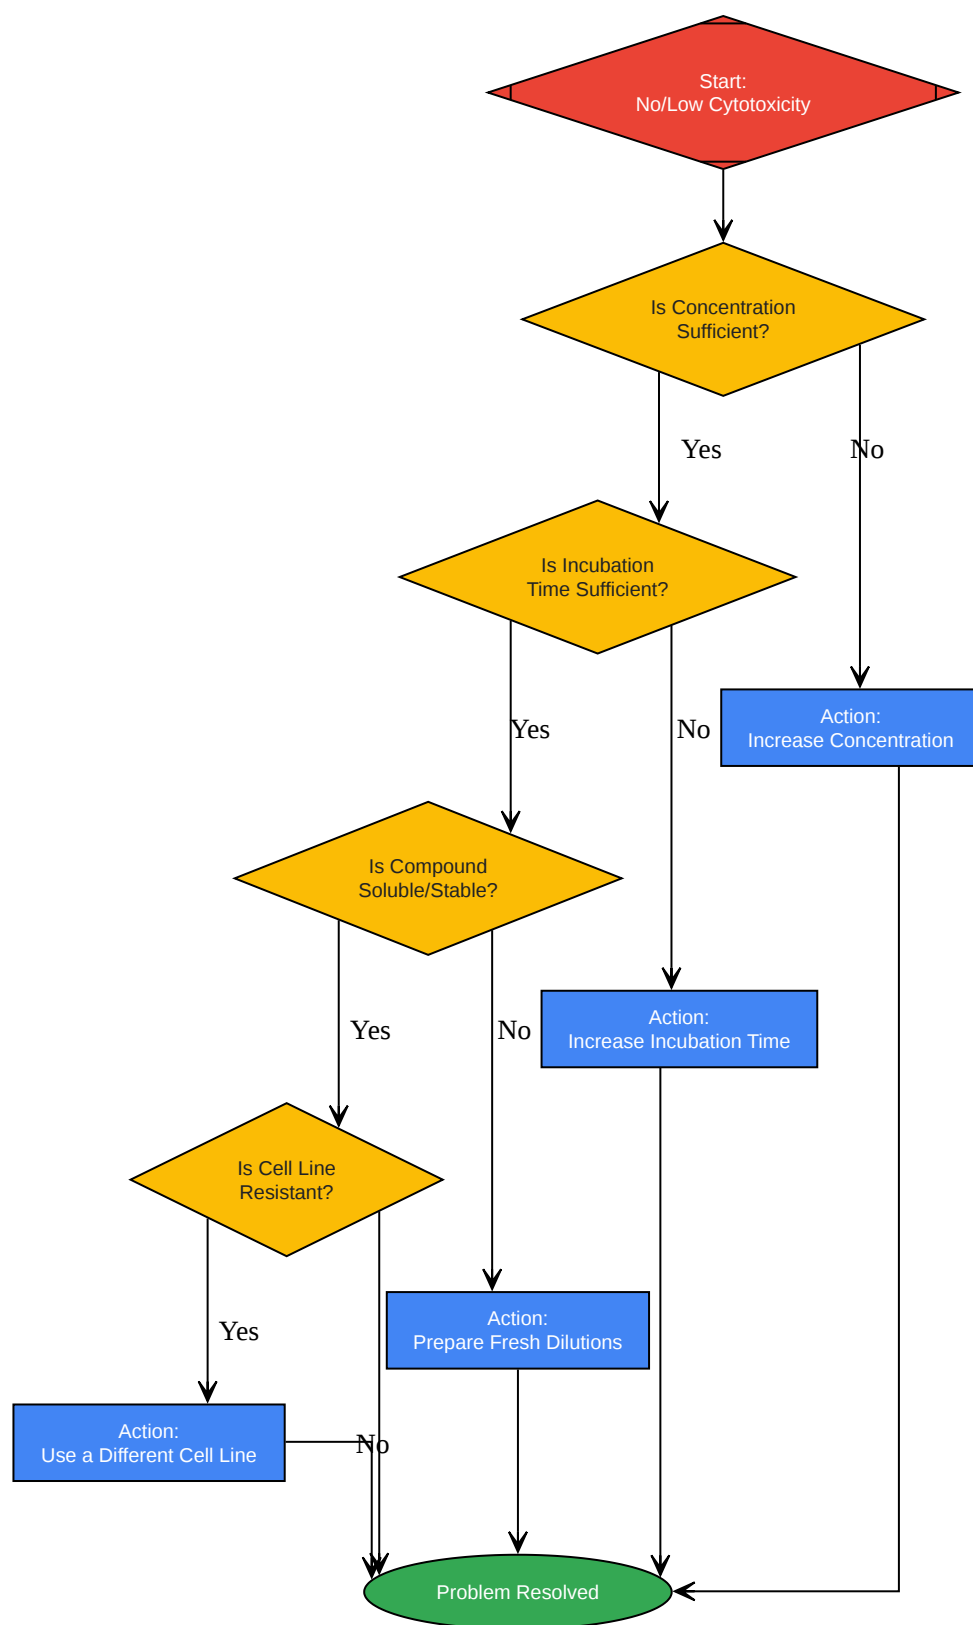 Start:
No/Low Cytotoxicity
Is Concentration
Sufficient?
Yes
No
Is Incubation
Time Sufficient?
Action:
Increase Concentration
Yes
No
Is Compound
Soluble/Stable?
Action:
Increase Incubation Time
Yes
No
Is Cell Line
Resistant?
Action:
Prepare Fresh Dilutions
Yes
Action:
Use a Different Cell Line
No
Problem Resolved